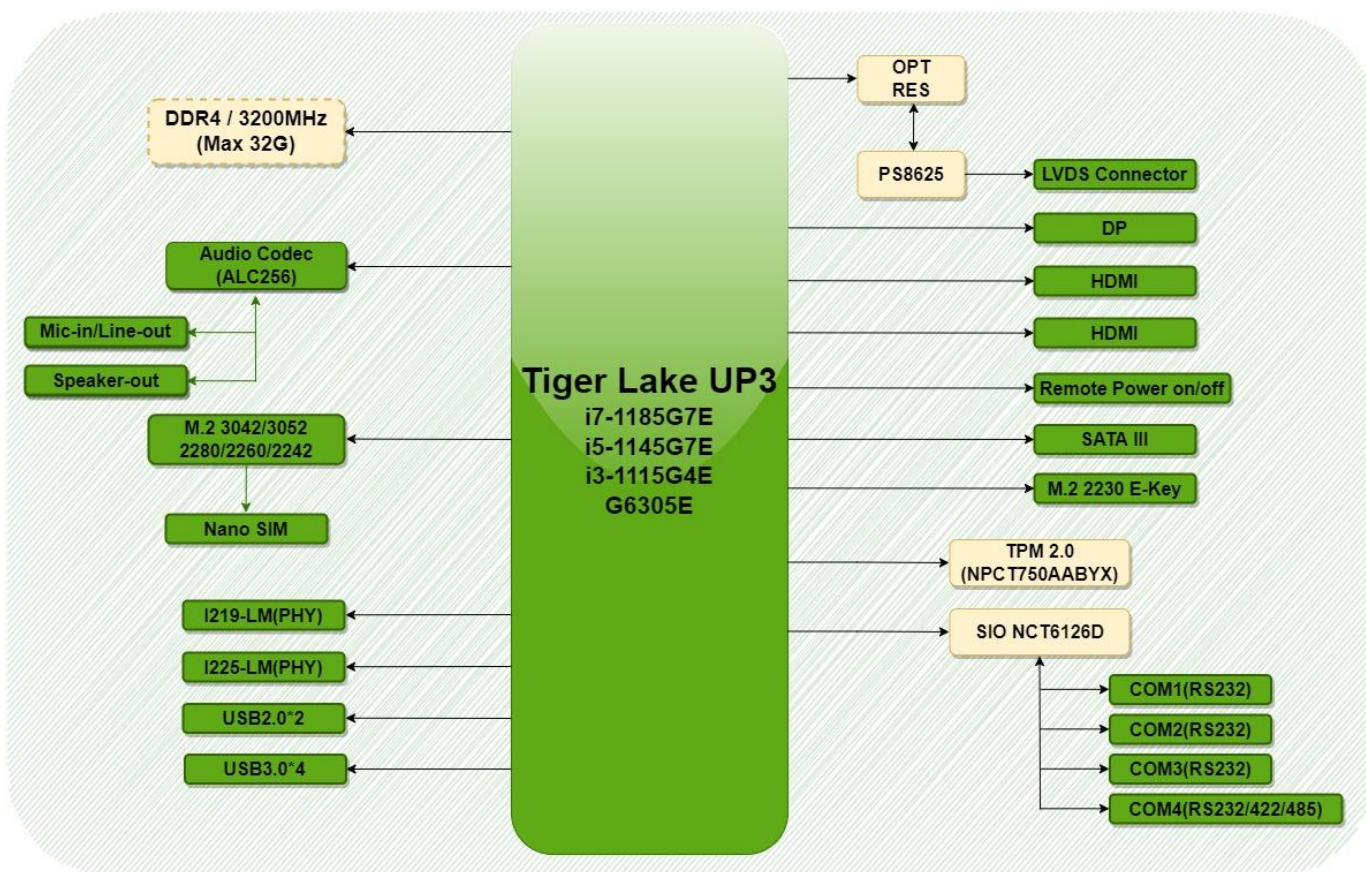 DDR4 / 3200MHz
(Max 32G)
Audio Codec
(ALC256)
Mic-in/Line-out
Speaker-out
M.2 3042/3052
2280/2260/2242
Nano SIM
I219-LM(PHY)
I225-LM(PHY)
USB2.0*2
USB3.0*4
Tiger Lake UP3
i7-1185G7E
i5-1145G7E
i3-1115G4E
G6305E
OPT
RES
PS8625
LVDS Connector
DP
HDMI
HDMI
Remote Power on/off
SATA III
M.2 2230 E-Key
TPM 2.0
(NPCT750AABYX)
SIO NCT6126D
COM1(RS232)
COM2(RS232)
COM3(RS232)
COM4(RS232/422/485)